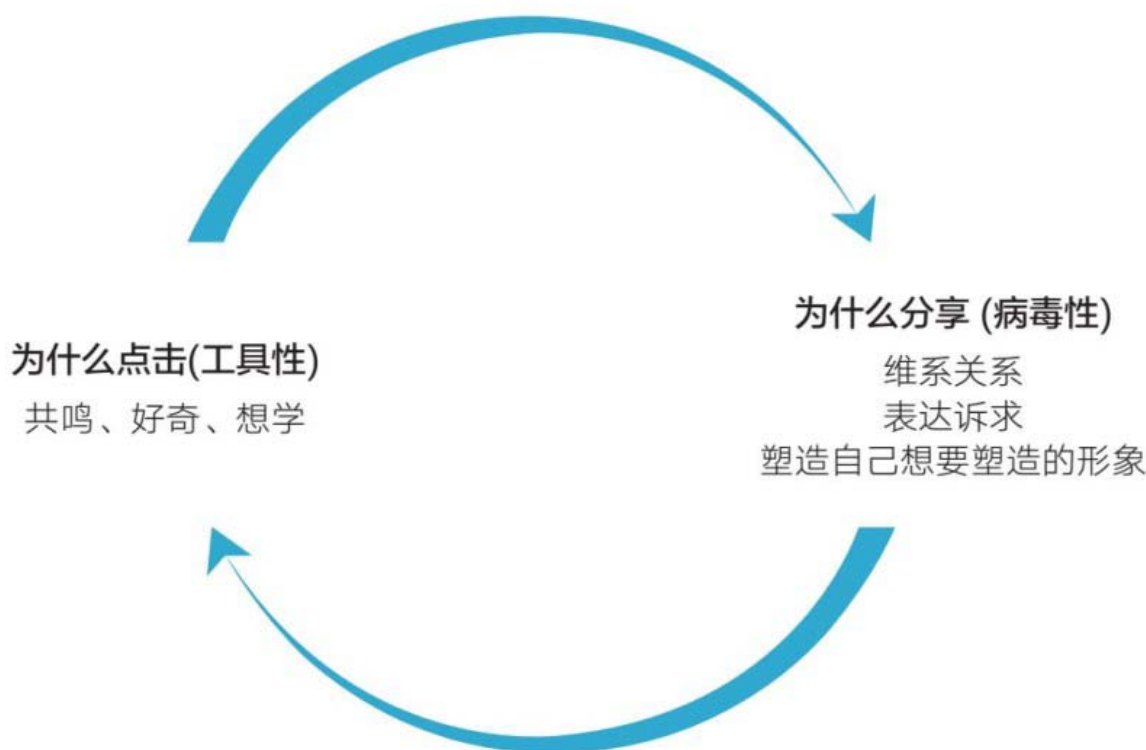 为什么点击(工具性)
共鸣、好奇、想学
为什么分享 (病毒性)
维系关系
表达诉求
塑造自己想要塑造的形象